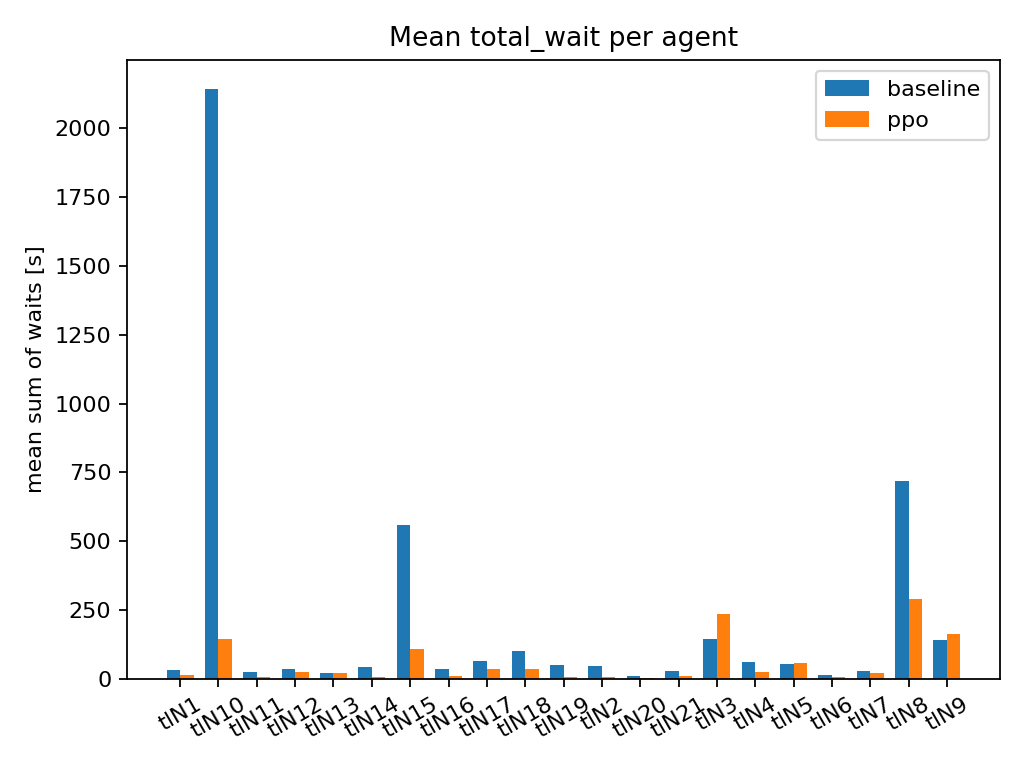 Mean total_wait per agent
baseline
ppo
mean sum of waits [s]
2000
1750
1500
1250
1000
750
500
250
0
tlN1
tlN10
tlN11
tlN12
tlN13
tlN14
tlN15
tlN16
tlN17
tlN18
tlN19
tlN2
tlN20
tlN21
tlN3
tlN4
tlN5
tlN6
tlN7
tlN8
tlN9